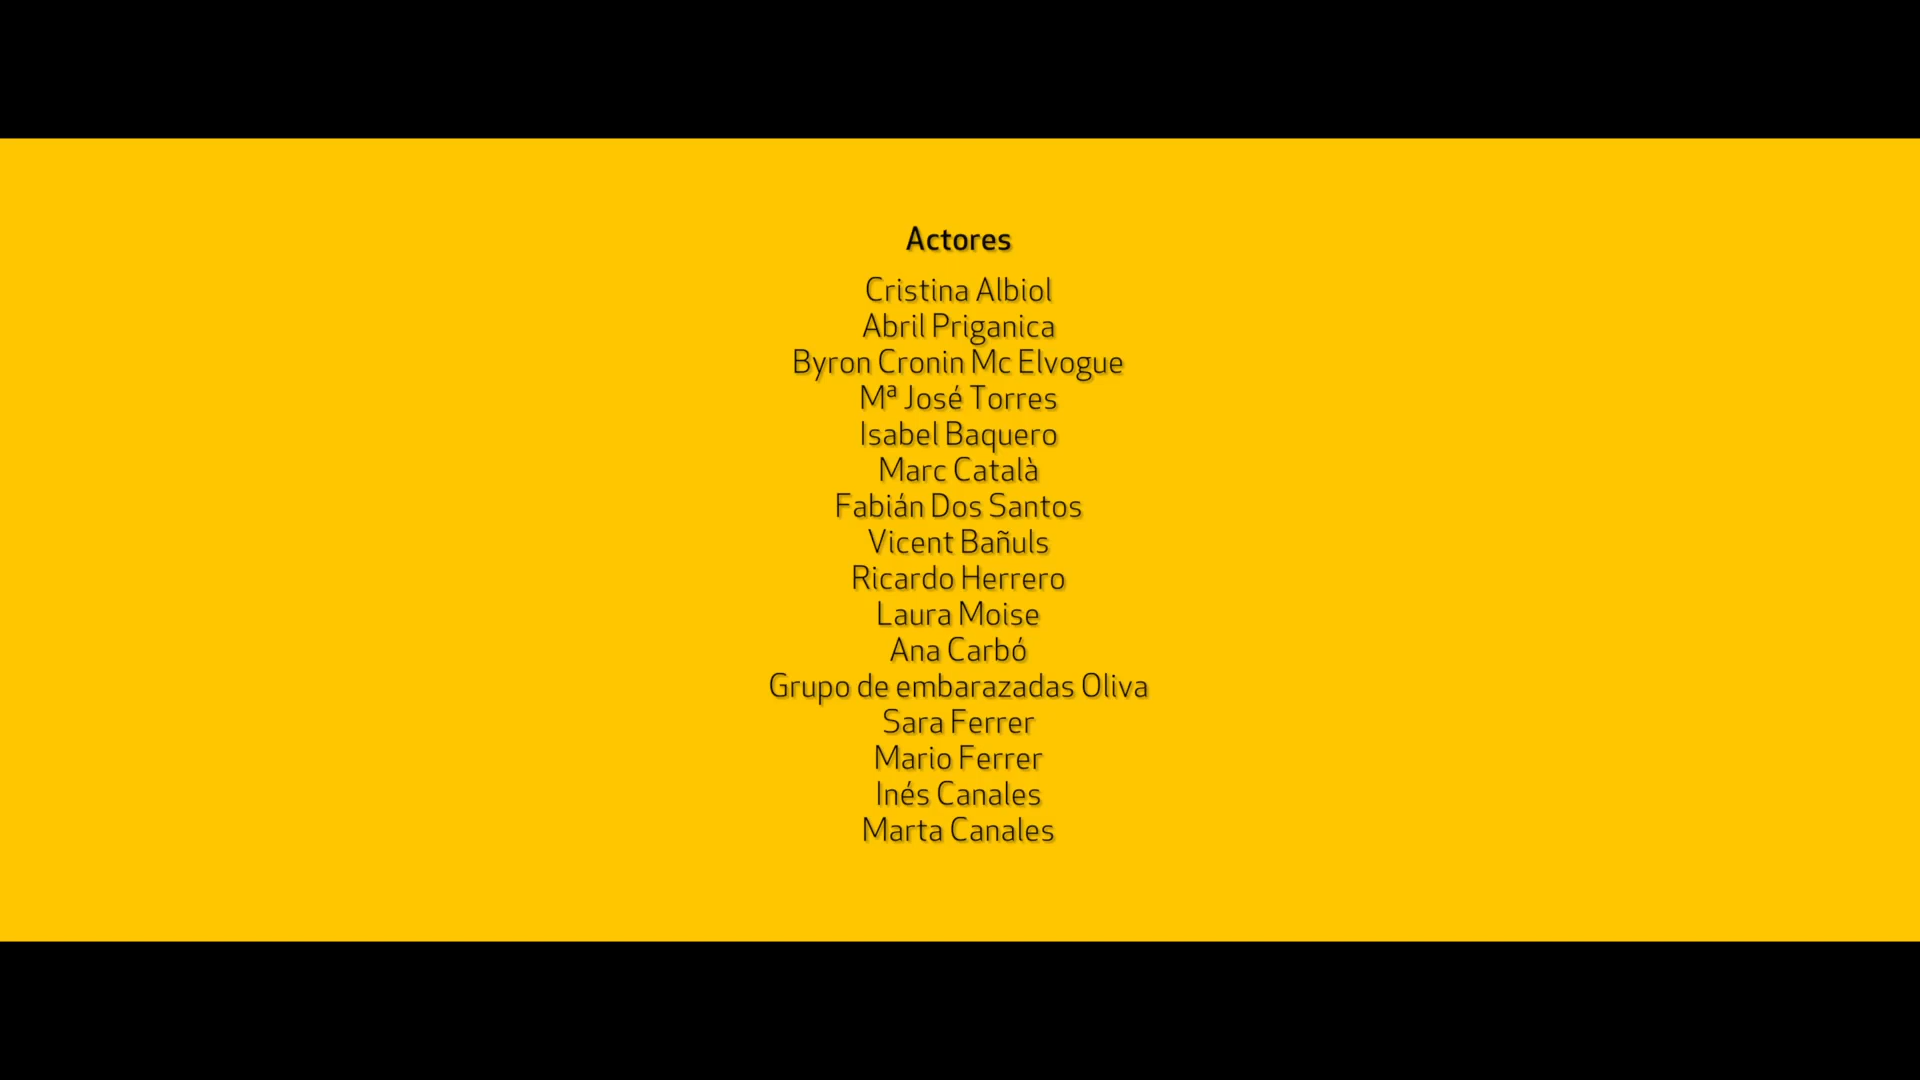 Actores
Cristina Albiol
Abril Priganica
Byron Cronin Mc Elvogue
Mª José Torres
Isabel Baquero
Marc Català
Fabián Dos Santos
Vicent Bañuls
Ricardo Herrero
Laura Moise
Ana Carbó
Grupo de embarazadas Oliva
Sara Ferrer
Mario Ferrer
Inés Canales
Marta Canales